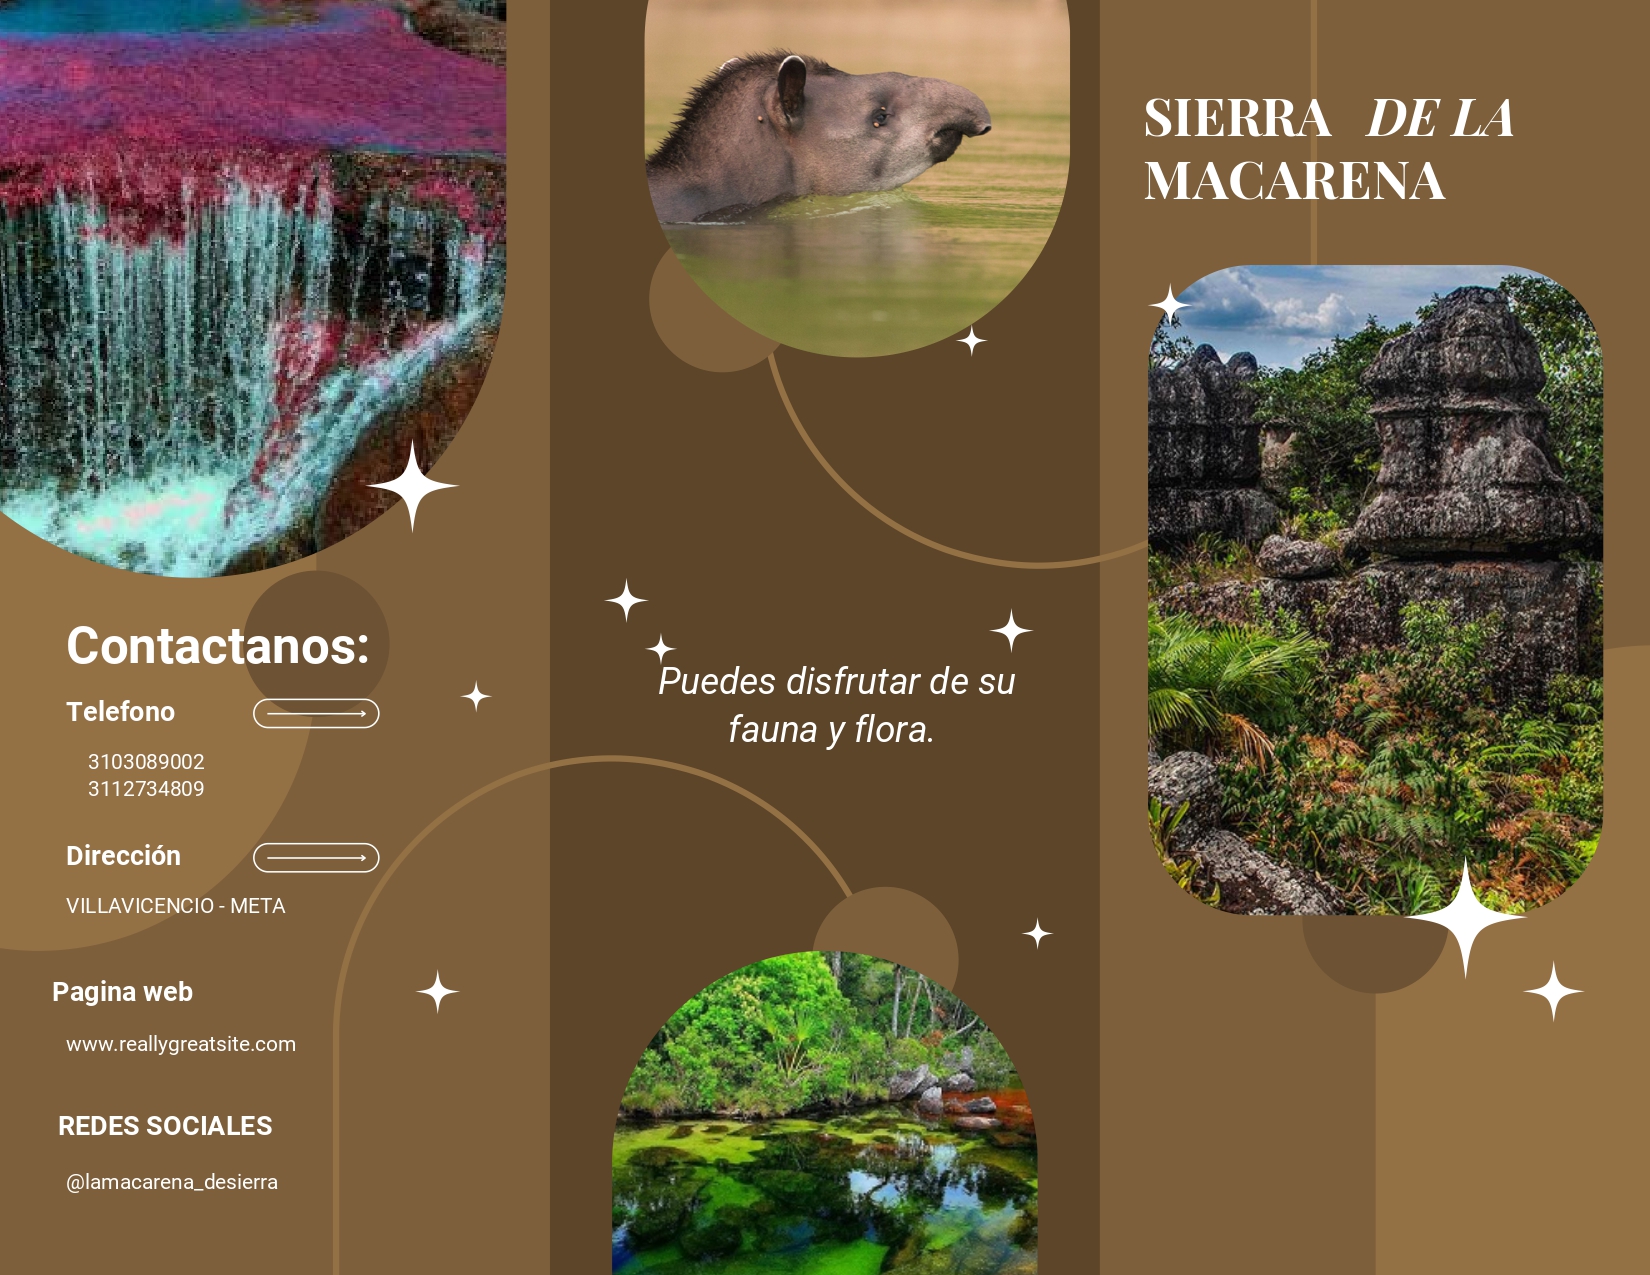 Contactanos:
Telefono
3103089002
3112734809
Dirección
VILLAVICENCIO - META
Pagina web
www.reallygreatsite.com
REDES SOCIALES
@lamacarena_desierra
Puedes disfrutar de su
fauna y flora.
SIERRA DE LA
MACARENA